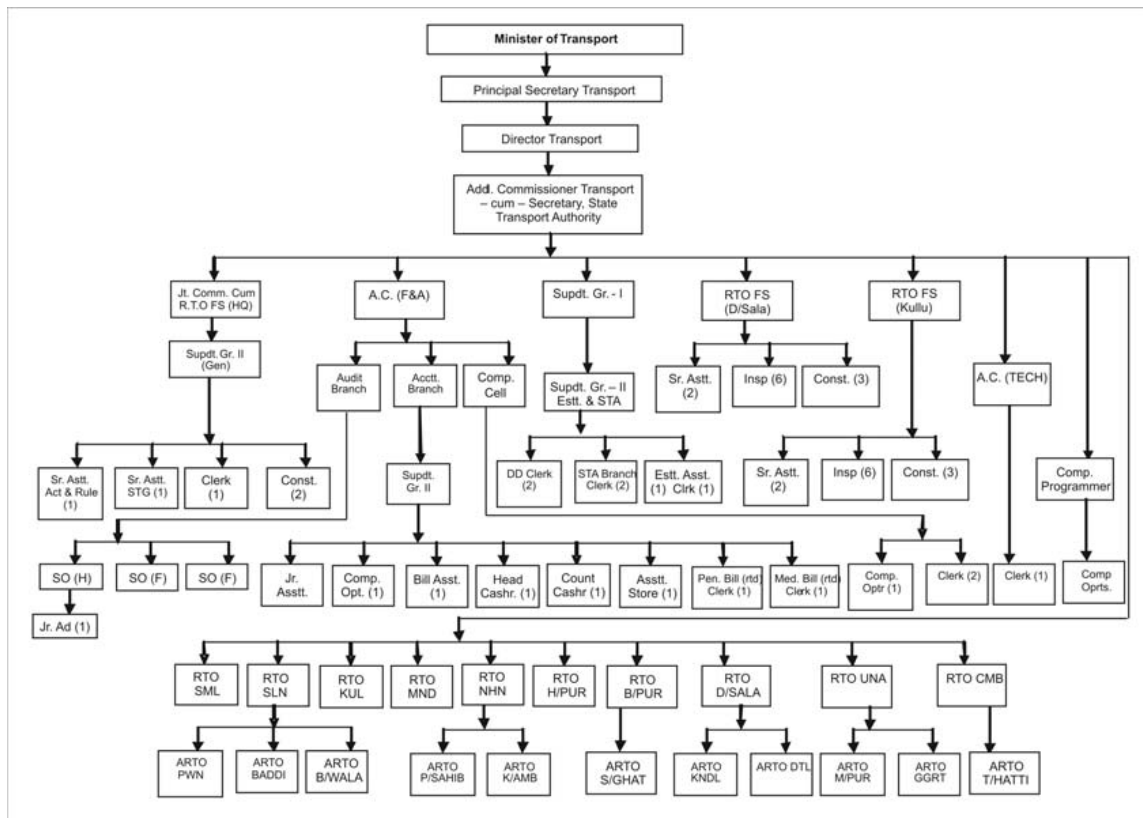 Minister of Transport
Principal Secretary Transport
Director Transport
Addl. Commissioner Transport
– cum – Secretary, State
Transport Authority
Jt. Comm. Cum
R.T.O FS (HQ)
A.C. (F&A)
Supdt. Gr. - I
RTO FS
(D/Sala)
RTO FS
(Kullu)
Supdt. Gr. II
(Gen)
Audit
Branch
Acctt.
Branch
Comp.
Cell
Supdt. Gr. – II
Estt. & STA
Sr. Astt.
(2)
Insp (6)
Const. (3)
A.C. (TECH)
Sr. Astt.
Act & Rule
(1)
Sr. Astt.
STG (1)
Clerk
(1)
Const.
(2)
Supdt.
Gr. II
DD Clerk
(2)
STA Branch
Clerk (2)
Estt. Asst.
(1) Clrk (1)
Sr. Astt.
(2)
Insp (6)
Const. (3)
Comp.
Programmer
SO (H)
SO (F)
SO (F)
Jr.
Asstt.
Comp.
Opt. (1)
Bill Asst.
(1)
Head
Cashr. (1)
Count
Cashr (1)
Asstt.
Store (1)
Pen. Bill (rtd)
Clerk (1)
Med. Bill (rtd)
Clerk (1)
Comp.
Optr (1)
Clerk (2)
Clerk (1)
Comp
Oprts.
Jr. Ad (1)
RTO
SML
RTO
SLN
RTO
KUL
RTO
MND
RTO
NHN
RTO
H/PUR
RTO
B/PUR
RTO
D/SALA
RTO UNA
RTO CMB
ARTO
PWN
ARTO
BADDI
ARTO
B/WALA
ARTO
P/SAHIB
ARTO
K/AMB
ARTO
S/GHAT
ARTO
KNDL
ARTO DTL
ARTO
M/PUR
ARTO
GGRT
ARTO
T/HATTI